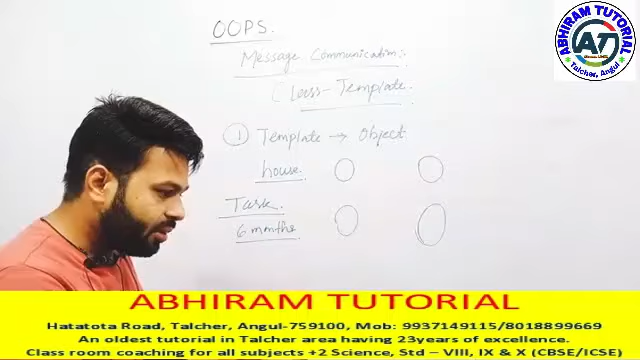 OOPS
Message Communication:
Class-Template.
① Template → Object
house
Task
6 months
ABHIRAM TUTORIAL
AT
Talcher, Angul
ABHIRAM TUTORIAL
Hatatota Road, Talcher, Angul-759100, Mob: 9937149115/8018899669
An oldest tutorial in Talcher area having 23years of excellence.
Class room coaching for all subjects +2 Science, Std – VIII, IX & X (CBSE/ICSE)